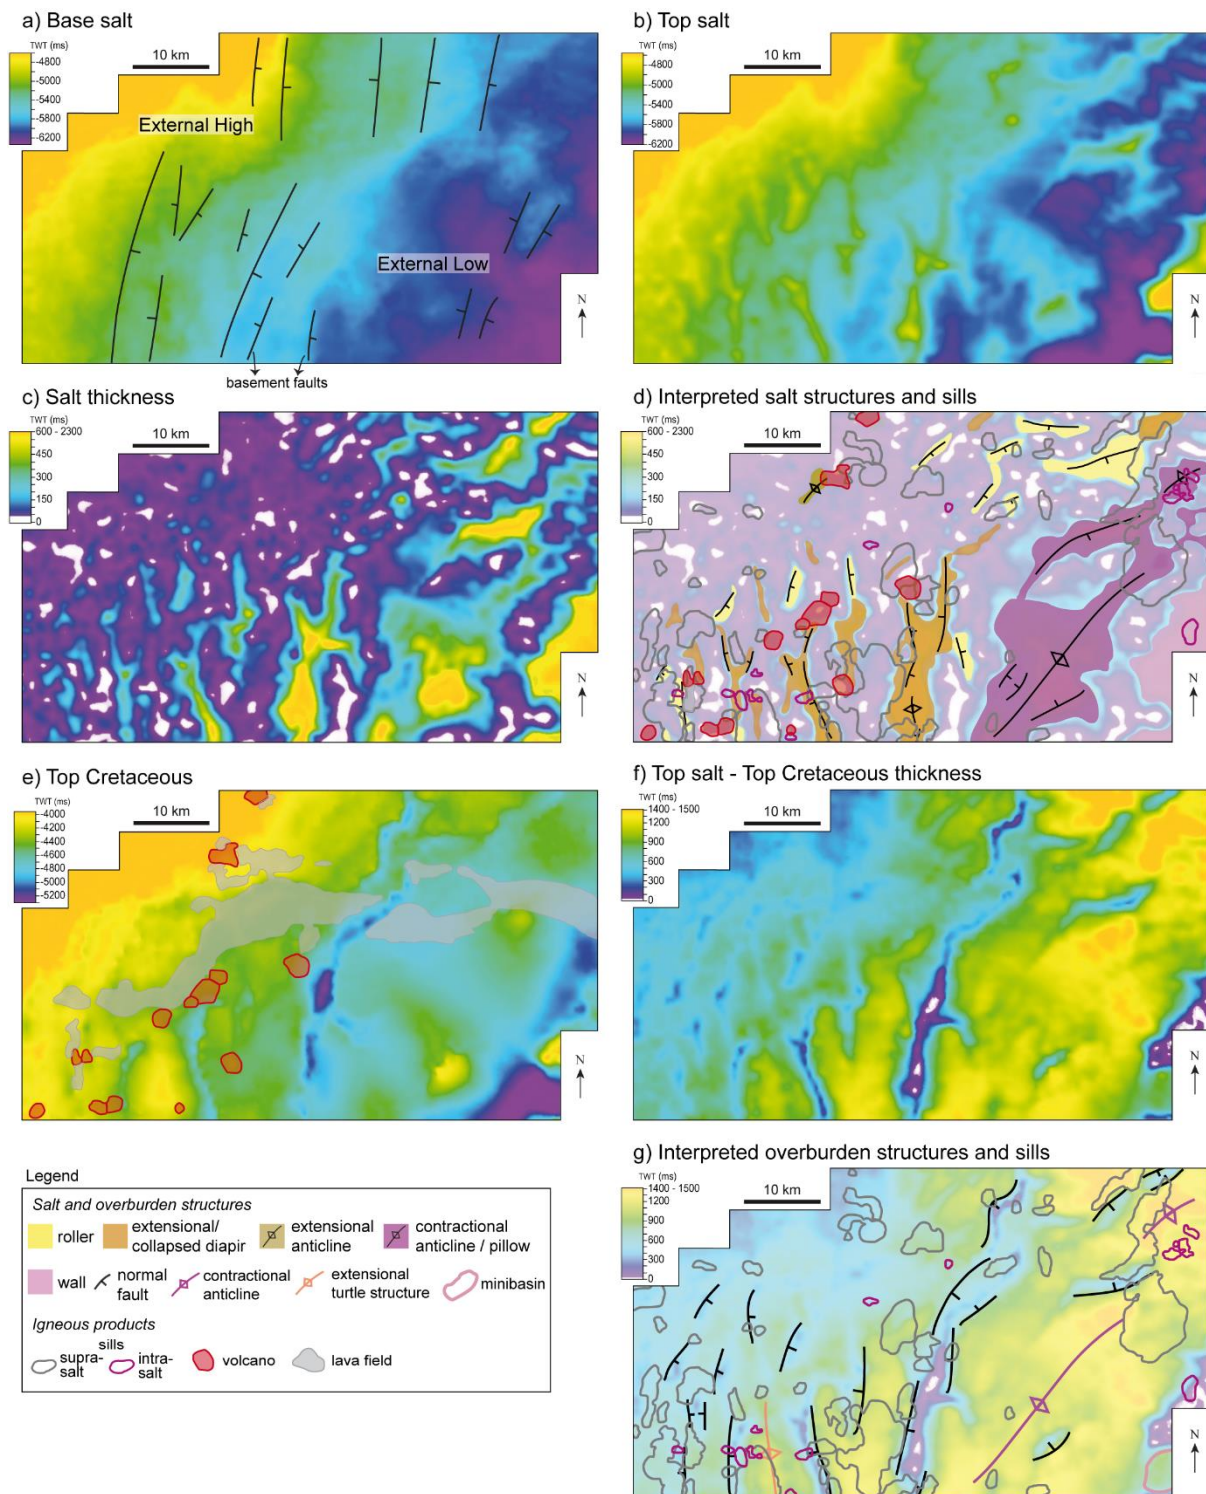 a) Base salt
TWT (ms)
-4800
-5000
-5400
-5800
-6200
10 km
External High
External Low
N
basement faults
b) Top salt
TWT (ms)
-4800
-5000
-5400
-5800
-6200
10 km
N
c) Salt thickness
TWT (ms)
600 - 2300
450
300
150
0
10 km
N
d) Interpreted salt structures and sills
TWT (ms)
600 - 2300
450
300
150
0
10 km
N
e) Top Cretaceous
TWT (ms)
-4000
-4200
-4600
-4800
-5000
-5200
10 km
N
f) Top salt - Top Cretaceous thickness
TWT (ms)
1400 - 1500
1200
900
600
300
0
10 km
N
g) Interpreted overburden structures and sills
TWT (ms)
1400 - 1500
1200
900
600
300
0
10 km
N
Legend
Salt and overburden structures
roller
extensional/
collapsed diapir
extensional
anticline
contractional
anticline / pillow
wall
normal
fault
contractional
anticline
extensional
turtle structure
minibasin
Igneous products
sills
supra-
salt
intra-
salt
volcano
lava field